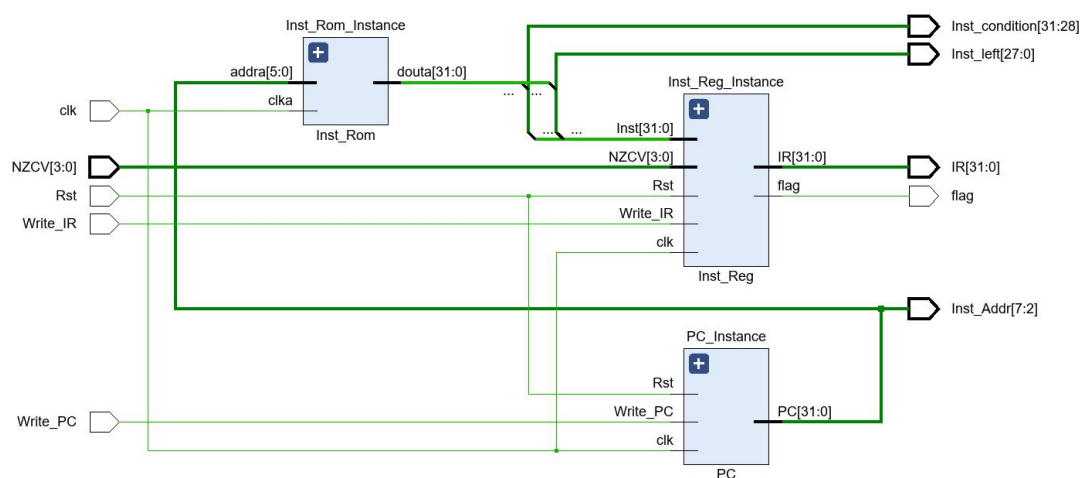 Inst_Rom_Instance
Inst_condition[31:28]
Inst_left[27:0]
addra[5:0]
douta[31:0]
Inst_Reg_Instance
... ...
clka
clk
Inst_Rom
Inst[31:0]
.... ...
NZCV[3:0]
NZCV[3:0]
IR[31:0]
IR[31:0]
Rst
Rst
flag
flag
Write_IR
Write_IR
clk
Inst_Reg
Inst_Addr[7:2]
PC_Instance
Rst
Write_PC
Write_PC
PC[31:0]
clk
PC